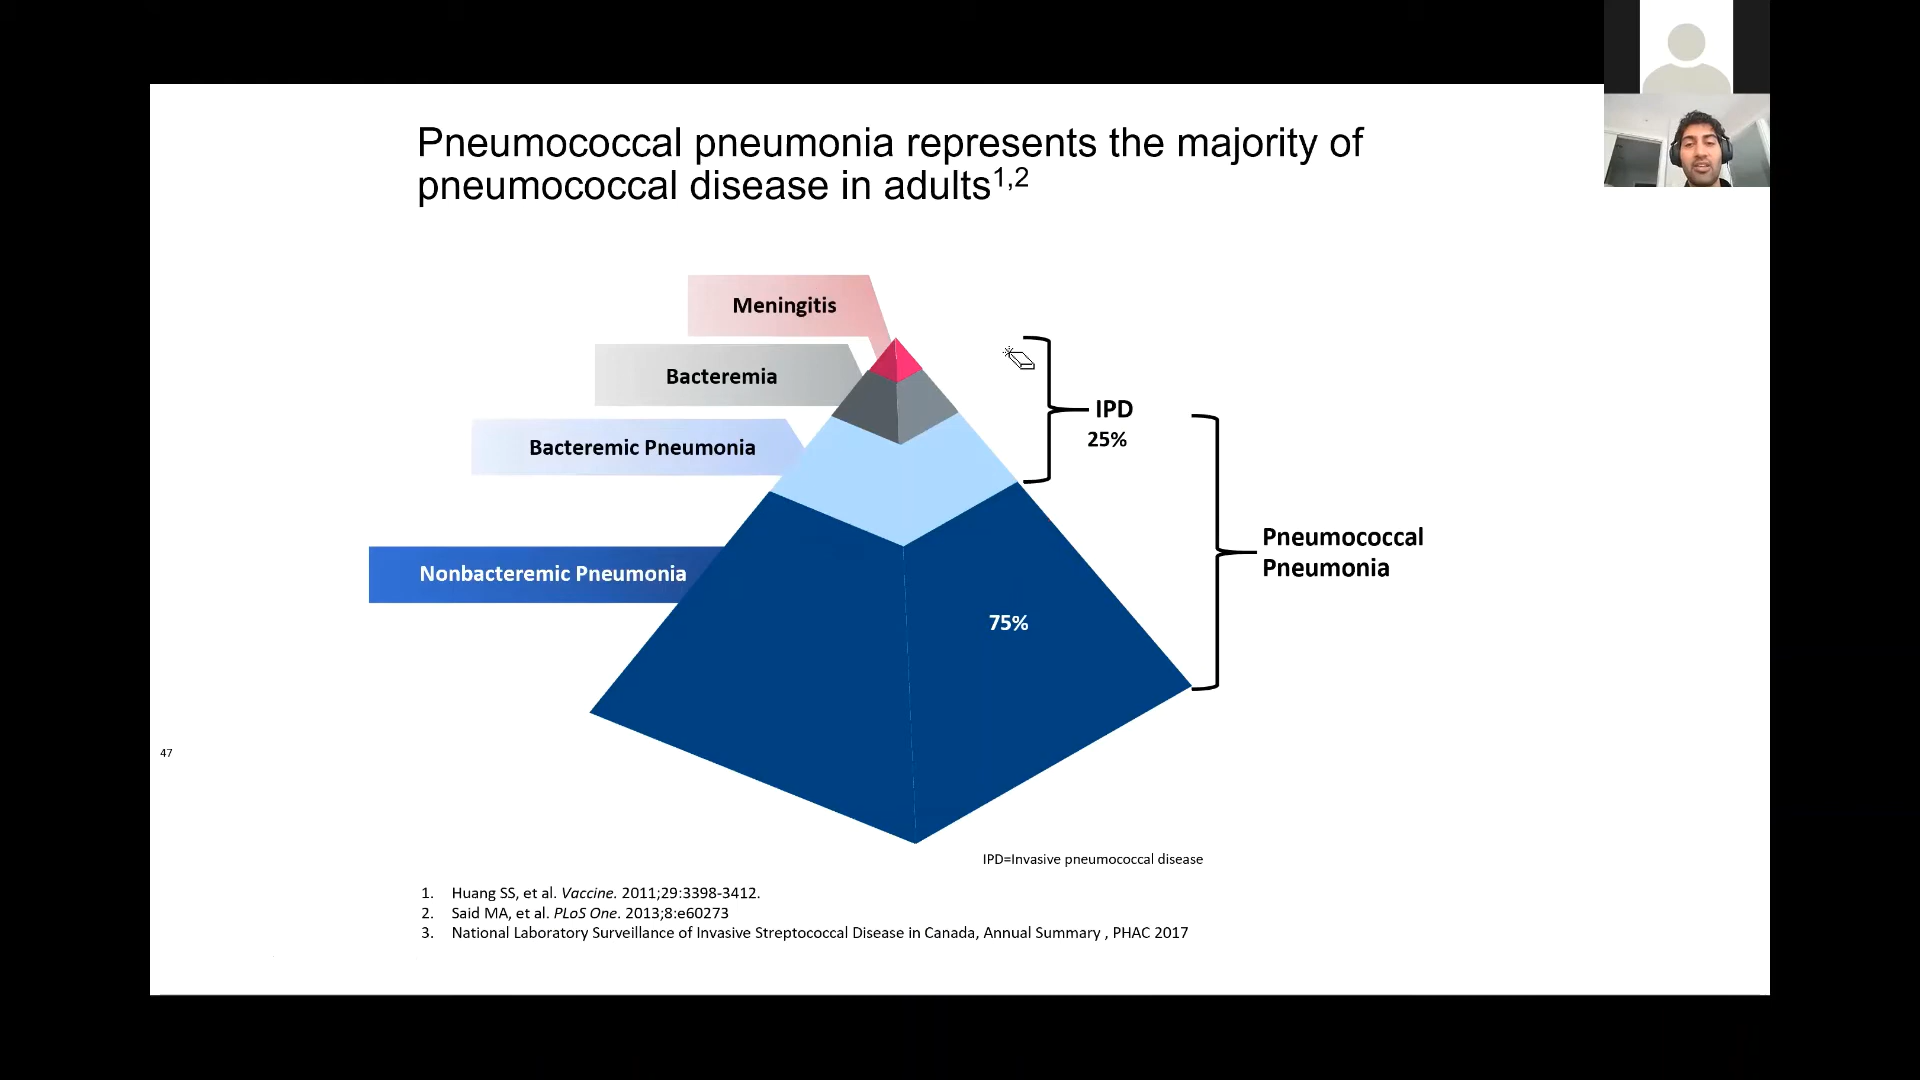 Pneumococcal pneumonia represents the majority of
pneumococcal disease in adults1,2
Meningitis
Bacteremia
Bacteremic Pneumonia
Nonbacteremic Pneumonia
IPD
25%
Pneumococcal
Pneumonia
75%
47
IPD=Invasive pneumococcal disease
1. Huang SS, et al. Vaccine. 2011;29:3398-3412.
2. Said MA, et al. PLoS One. 2013;8:e60273
3. National Laboratory Surveillance of Invasive Streptococcal Disease in Canada, Annual Summary , PHAC 2017